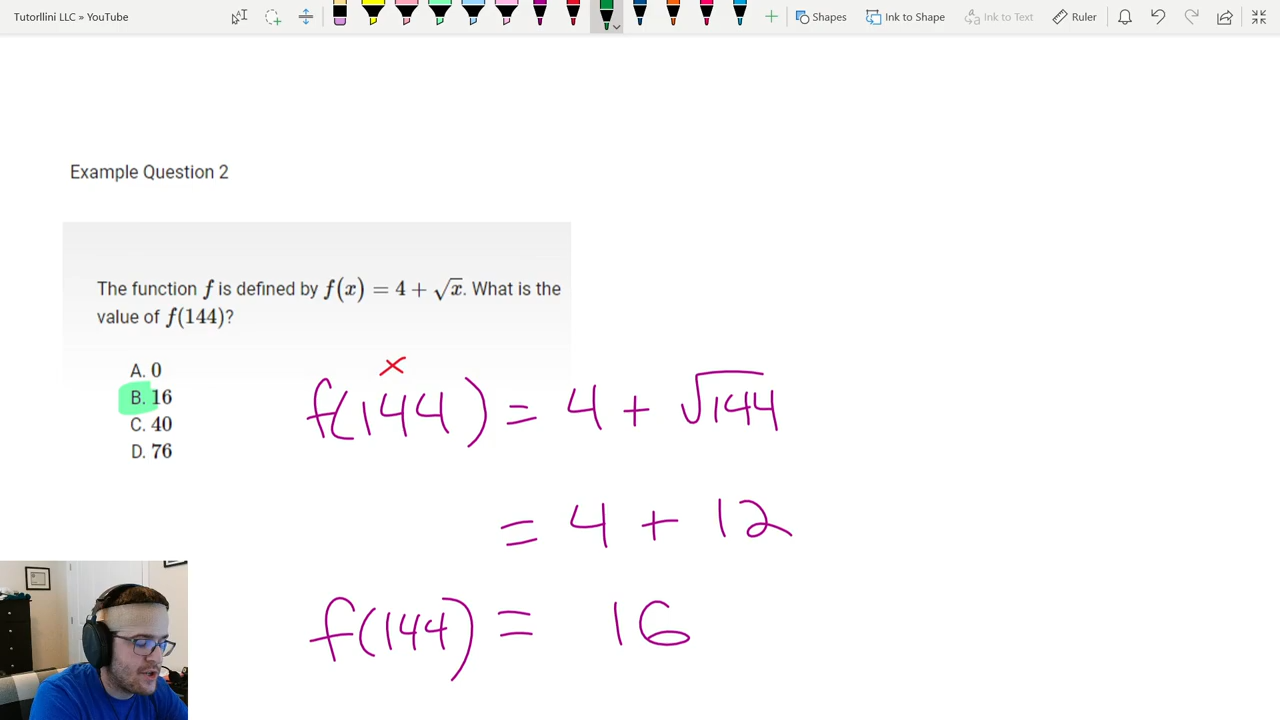 Tutorllini LLC » YouTube
Shapes
Ink to Shape
Ink to Text
Ruler
Example Question 2
The function f is defined by f(x) = 4 + √x. What is the
value of f(144)?
A. 0
B. 16
C. 40
D. 76
x
f(144) = 4 + √144
= 4 + 12
f(144) = 16